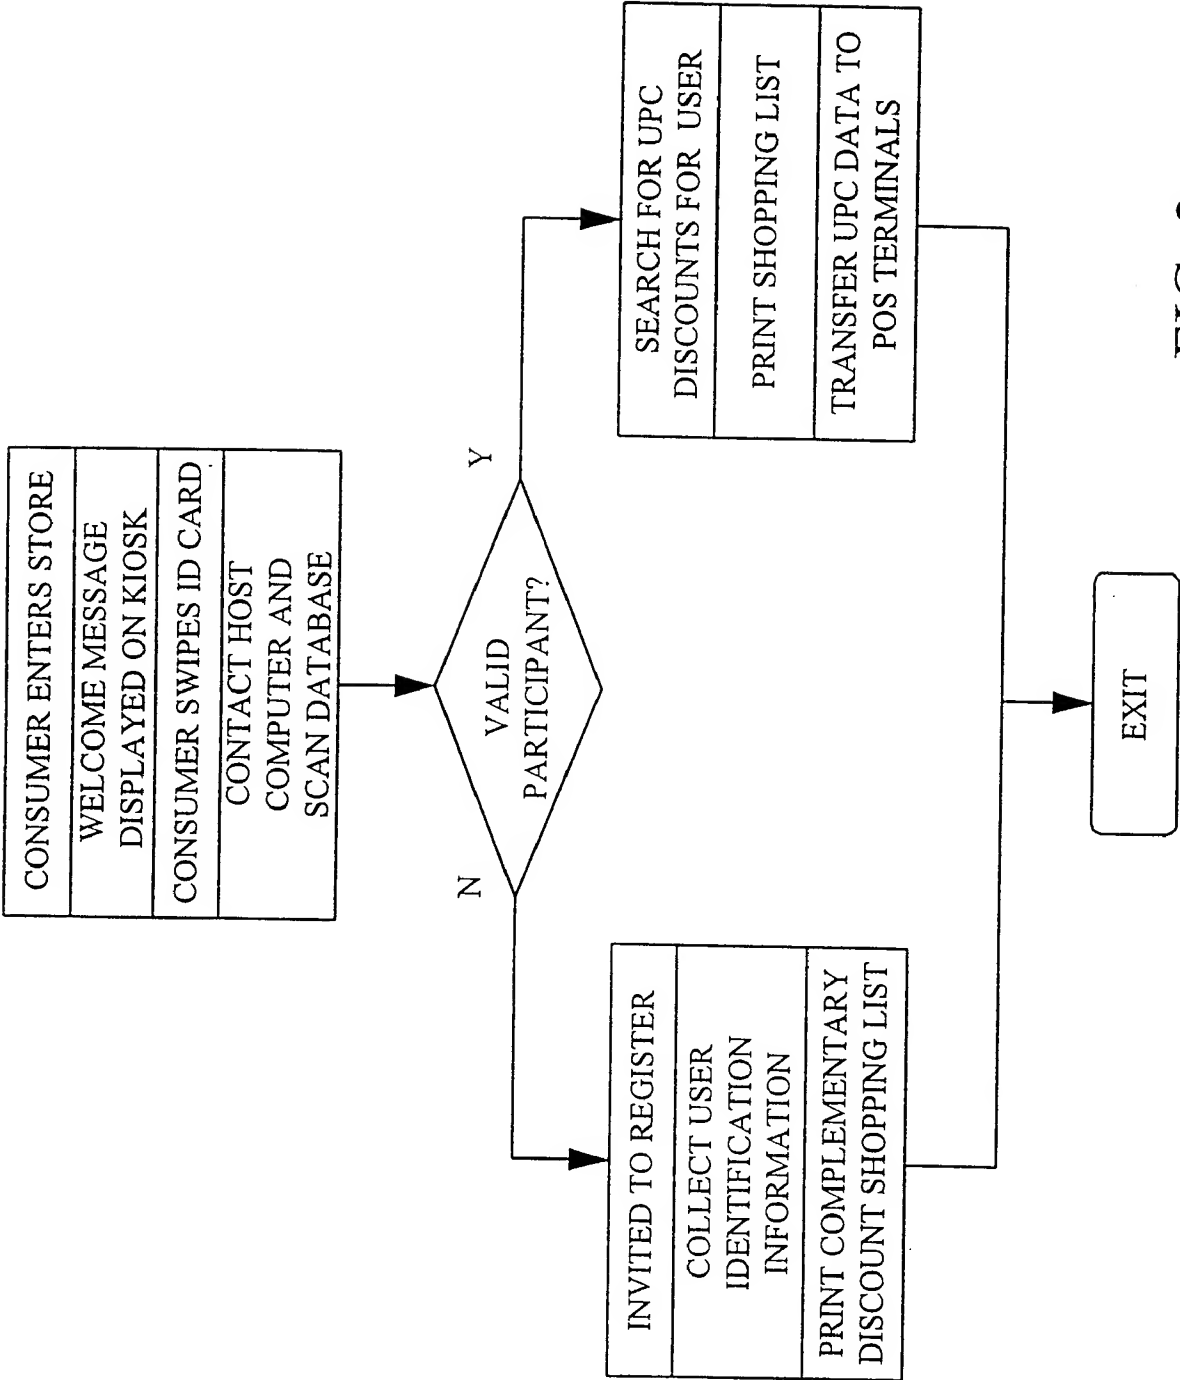 CONSUMER ENTERS STORE
WELCOME MESSAGE
DISPLAYED ON KIOSK
CONSUMER SWIPES ID CARD
CONTACT HOST
COMPUTER AND
SCAN DATABASE
VALID
PARTICIPANT?
N
Y
INVITED TO REGISTER
COLLECT USER
IDENTIFICATION
INFORMATION
PRINT COMPLEMENTARY
DISCOUNT SHOPPING LIST
SEARCH FOR UPC
DISCOUNTS FOR USER
PRINT SHOPPING LIST
TRANSFER UPC DATA TO
POS TERMINALS
EXIT